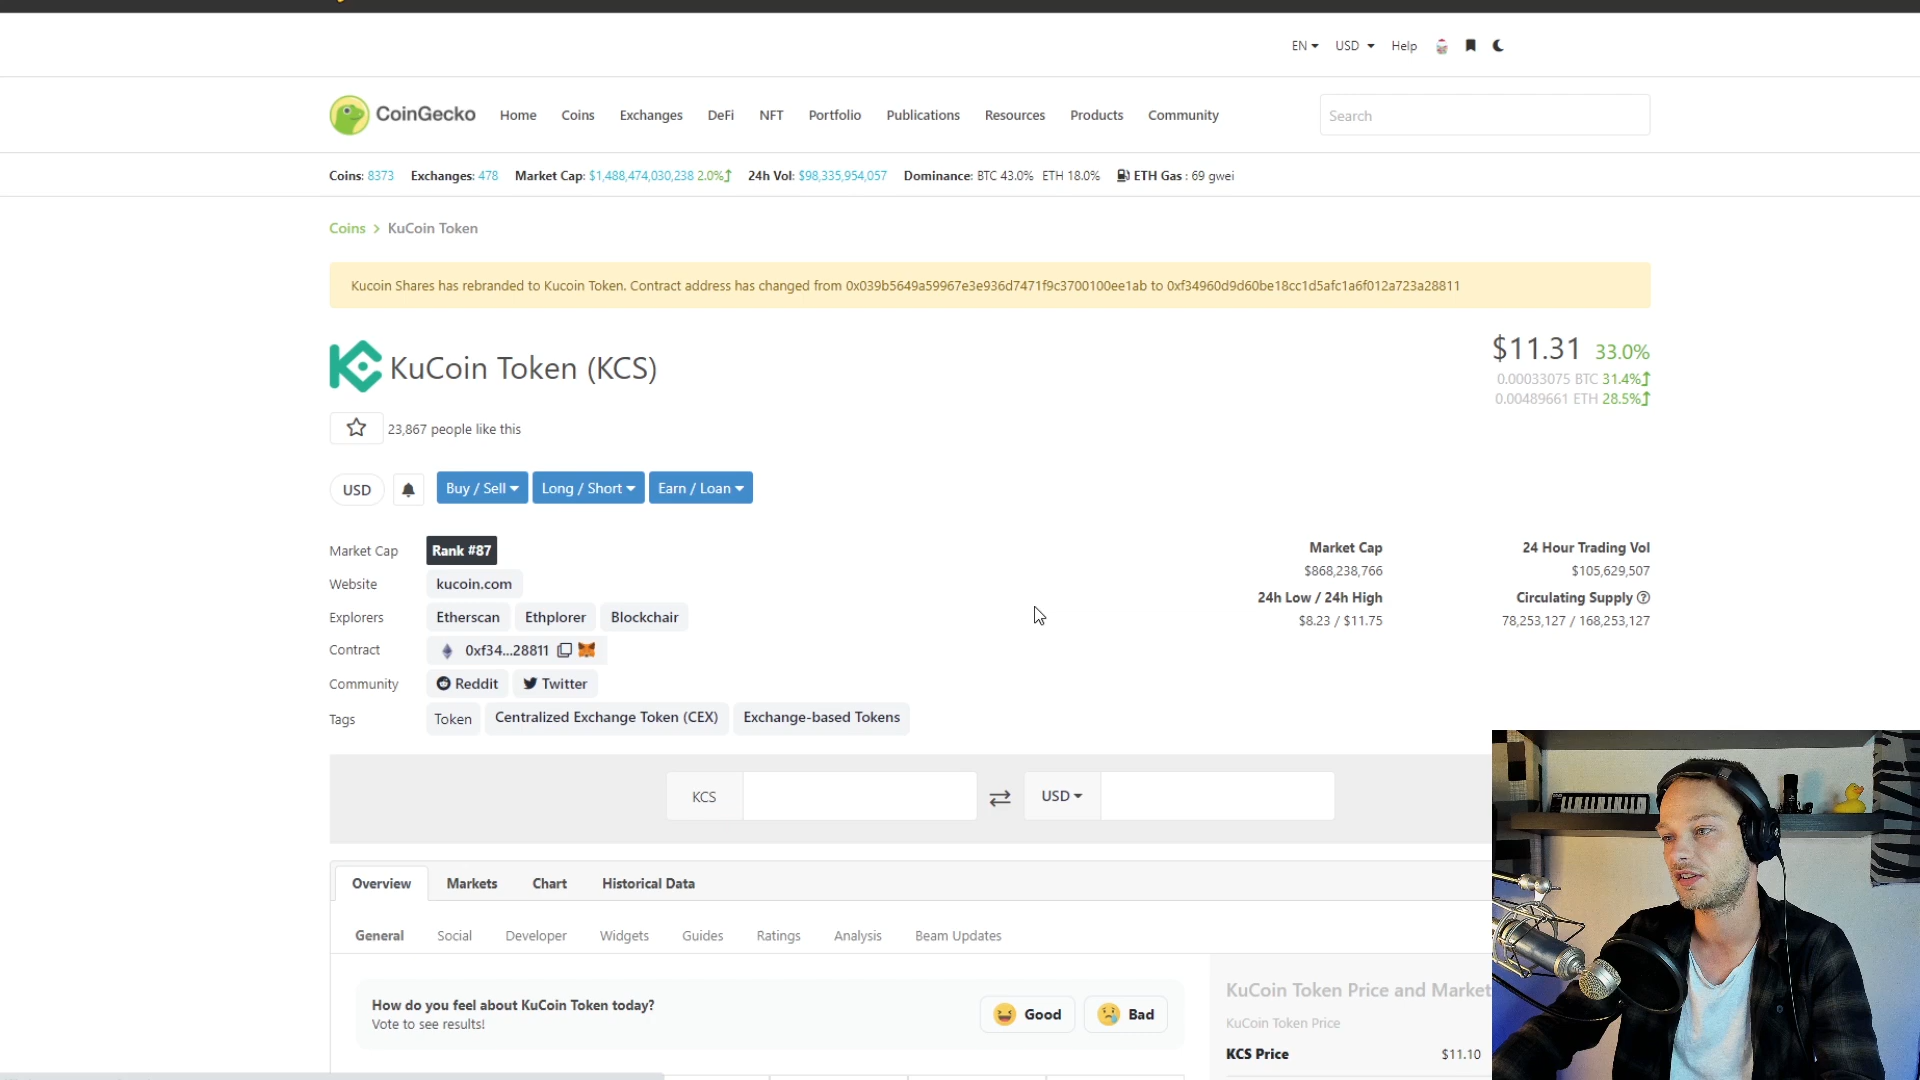 EN USD Help
CoinGecko Home Coins Exchanges DeFi NFT Portfolio Publications Resources Products Community Search
Coins: 8373 Exchanges: 478 Market Cap: $1,488,474,030,238 2.0% 24h Vol: $98,335,954,057 Dominance: BTC 43.0% ETH 18.0% ETH Gas : 69 gwei
Coins > KuCoin Token
Kucoin Shares has rebranded to Kucoin Token. Contract address has changed from 0x039b5649a59967e3e936d7471f9c3700100ee1ab to 0xf34960d9d60be18cc1d5afc1a6f012a723a28811
KuCoin Token (KCS)
$11.31 33.0%
0.00033075 BTC 31.4%
0.00489661 ETH 28.5%
23,867 people like this
USD Buy / Sell Long / Short Earn / Loan
Market Cap Rank #87
Website kucoin.com
Explorers Etherscan Ethplorer Blockchair
Contract 0xf34...28811
Community Reddit Twitter
Tags Token Centralized Exchange Token (CEX) Exchange-based Tokens
Market Cap 24 Hour Trading Vol
$868,238,766 $105,629,507
24h Low / 24h High Circulating Supply
$8.23 / $11.75 78,253,127 / 168,253,127
KCS USD
Overview Markets Chart Historical Data
General Social Developer Widgets Guides Ratings Analysis Beam Updates
How do you feel about KuCoin Token today?
Vote to see results!
Good Bad
KuCoin Token Price and Market
KuCoin Token Price
KCS Price $11.10